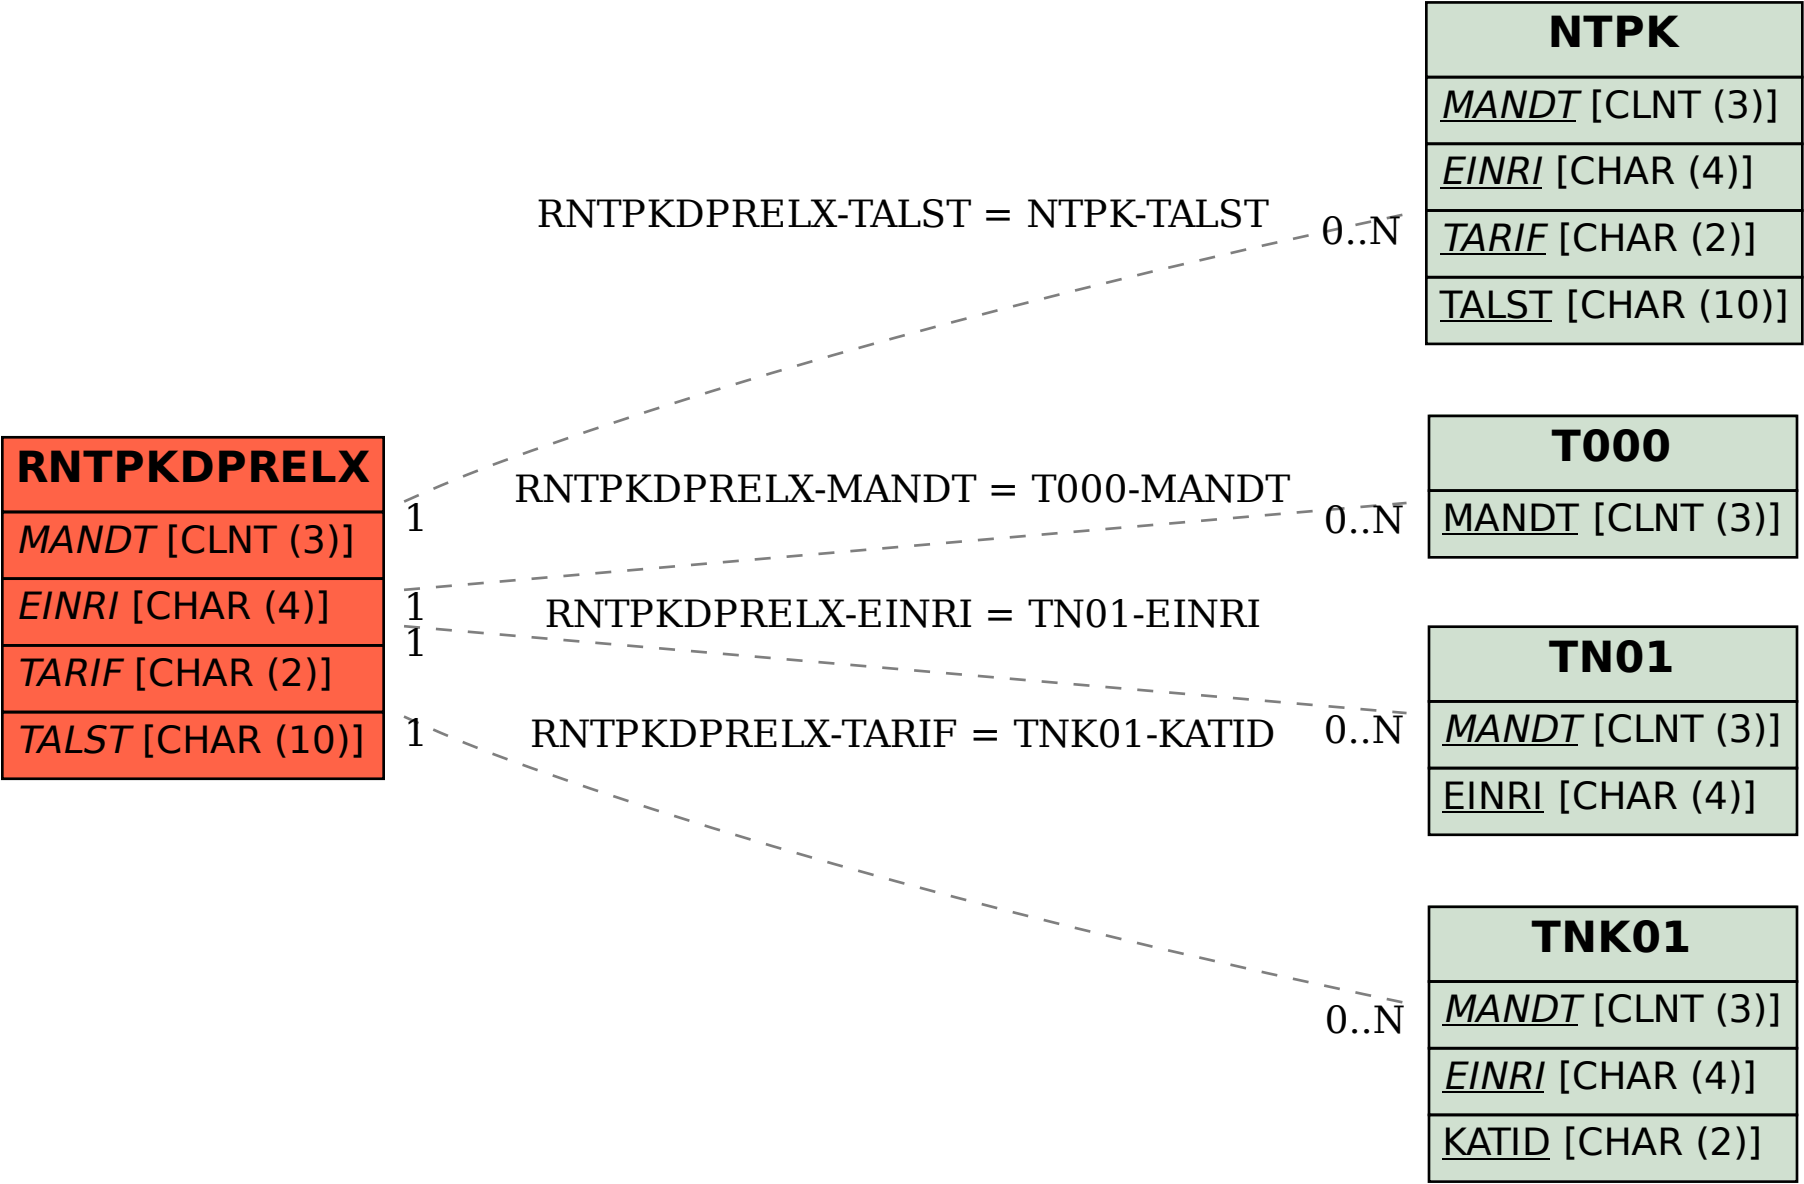 RNTPKDPRELX
MANDT [CLNT (3)]
EINRI [CHAR (4)]
TARIF [CHAR (2)]
TALST [CHAR (10)]
RNTPKDPRELX-TALST = NTPK-TALST
1
0..N
RNTPKDPRELX-MANDT = T000-MANDT
1
0..N
RNTPKDPRELX-EINRI = TN01-EINRI
1
0..N
RNTPKDPRELX-TARIF = TNK01-KATID
1
0..N
NTPK
MANDT [CLNT (3)]
EINRI [CHAR (4)]
TARIF [CHAR (2)]
TALST [CHAR (10)]
T000
MANDT [CLNT (3)]
TN01
MANDT [CLNT (3)]
EINRI [CHAR (4)]
TNK01
MANDT [CLNT (3)]
EINRI [CHAR (4)]
KATID [CHAR (2)]